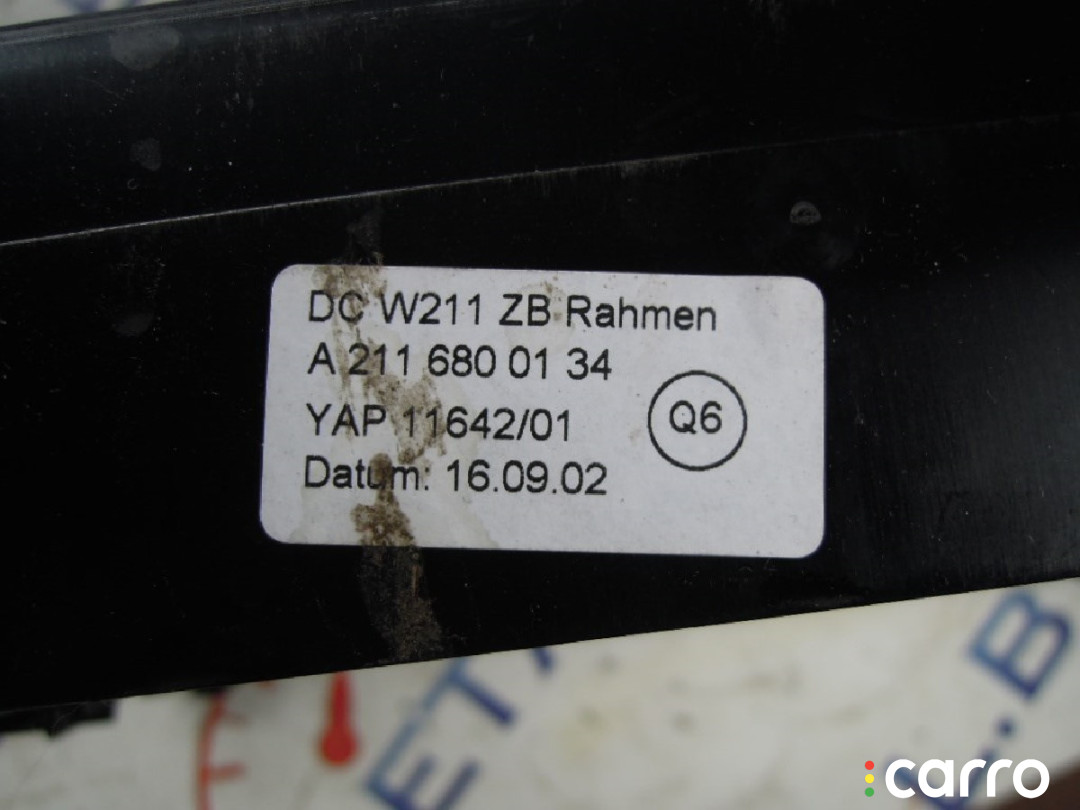 DC W211 ZB Rahmen
A 211 680 01 34
YAP 11642/01
Q6
Datum: 16.09.02
carro